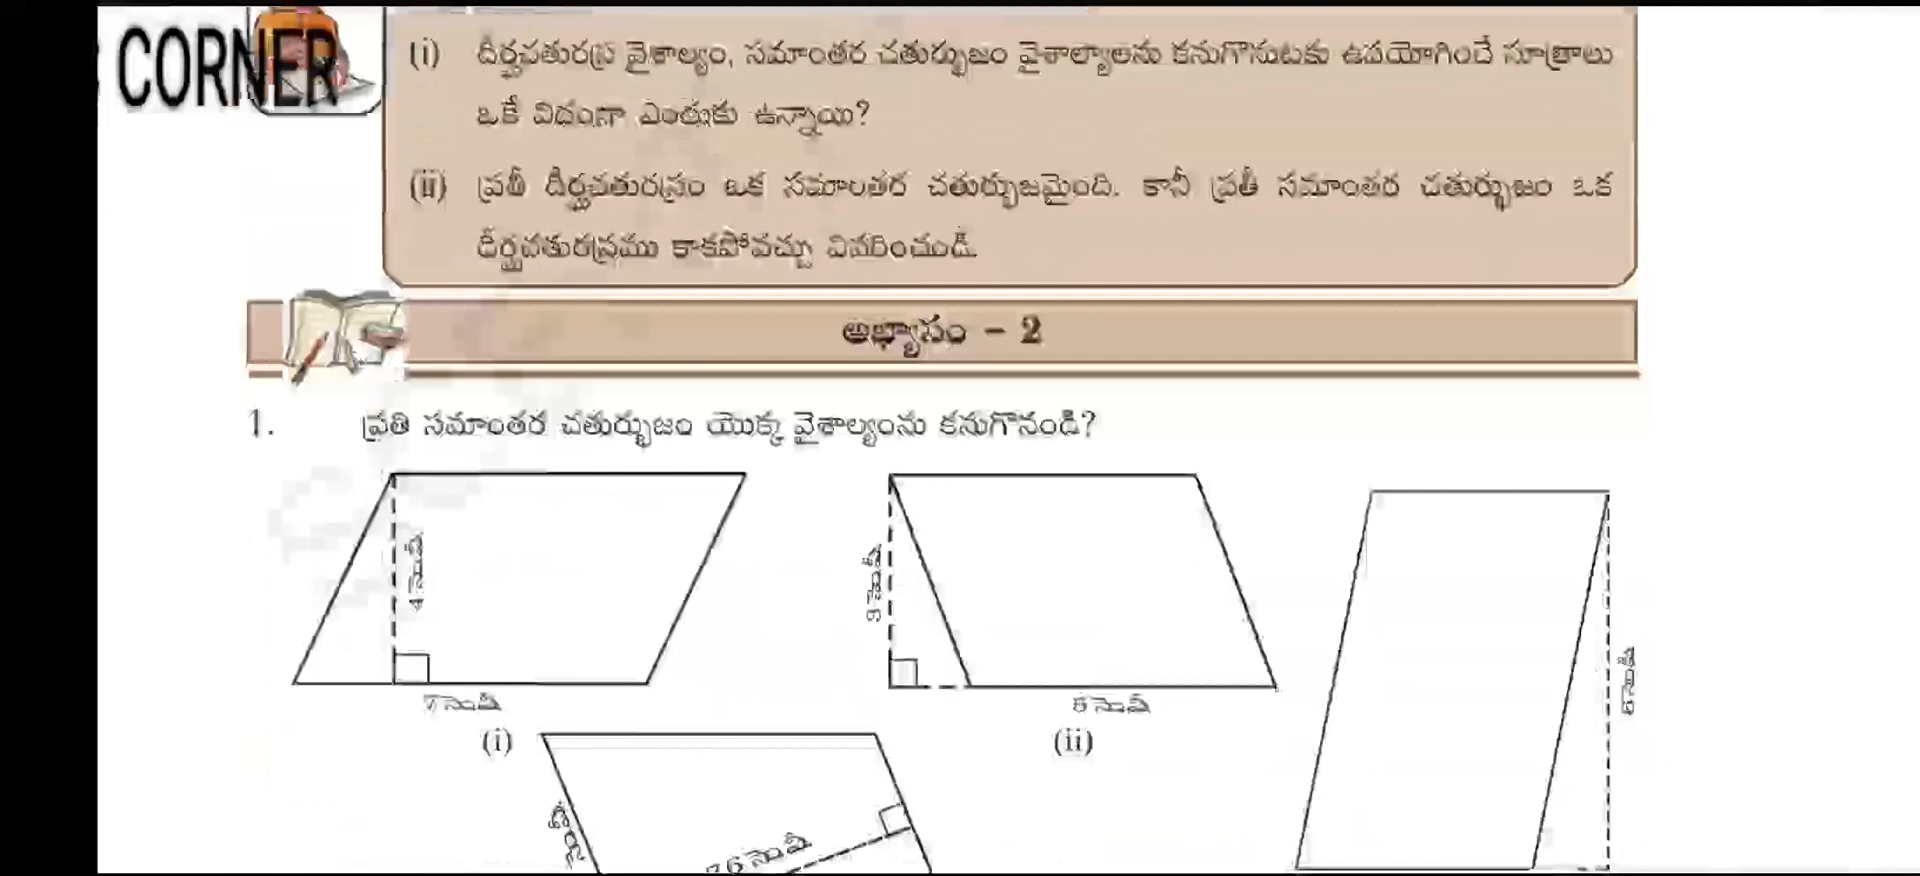 CORNER
(i) దీర్ఘచతురస్ర వైశాల్యం, సమాంతర చతుర్భుజం వైశాల్యాలను కనుగొనుటకు ఉపయోగించే సూత్రాలు
ఒకే విధంగా ఎందుకు ఉన్నాయి?
(ii) ప్రతీ దీర్ఘచతురస్రం ఒక సమాంతర చతుర్భుజమైంది. కానీ ప్రతీ సమాంతర చతుర్భుజం ఒక
దీర్ఘచతురస్రము కాకపోవచ్చు వివరించండి.
అభ్యాసం - 2
1. ప్రతి సమాంతర చతుర్భుజం యొక్క వైశాల్యంను కనుగొనండి?
4 సెంమీ
7 సెంమీ
(i)
3 సెంమీ
సెంమీ
(ii)
6 సెంమీ
సెంమీ